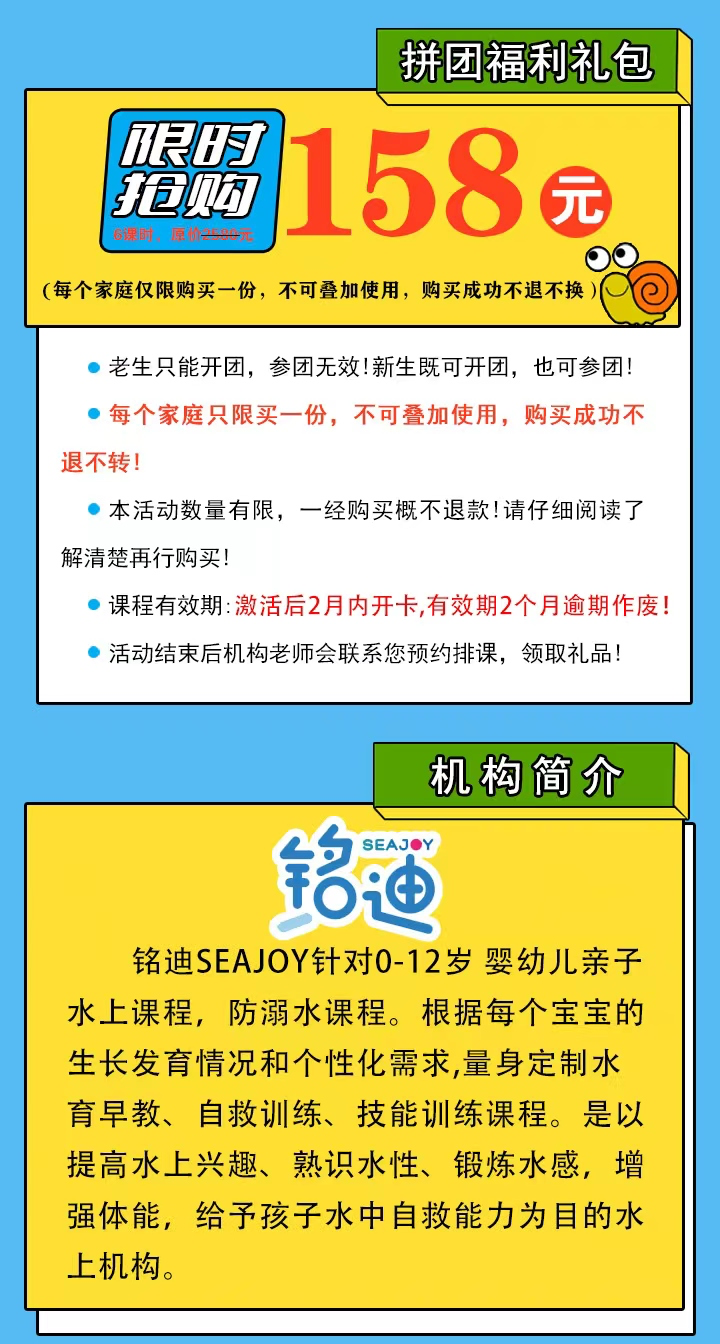 拼团福利礼包
限时
抢购
158元
6课时，原价2580元
(每个家庭仅限购买一份，不可叠加使用，购买成功不退不换)
老生只能开团，参团无效!新生既可开团，也可参团!
每个家庭只限买一份，不可叠加使用，购买成功不
退不转!
本活动数量有限，一经购买概不退款!请仔细阅读了
解清楚再行购买!
课程有效期:激活后2月内开卡,有效期2个月逾期作废!
活动结束后机构老师会联系您预约排课，领取礼品!
机构简介
铭迪
SEAJOY
铭迪SEAJOY针对0-12岁 婴幼儿亲子
水上课程，防溺水课程。根据每个宝宝的
生长发育情况和个性化需求,量身定制水
育早教、自救训练、技能训练课程。是以
提高水上兴趣、熟识水性、锻炼水感，增
强体能，给予孩子水中自救能力为目的水
上机构。